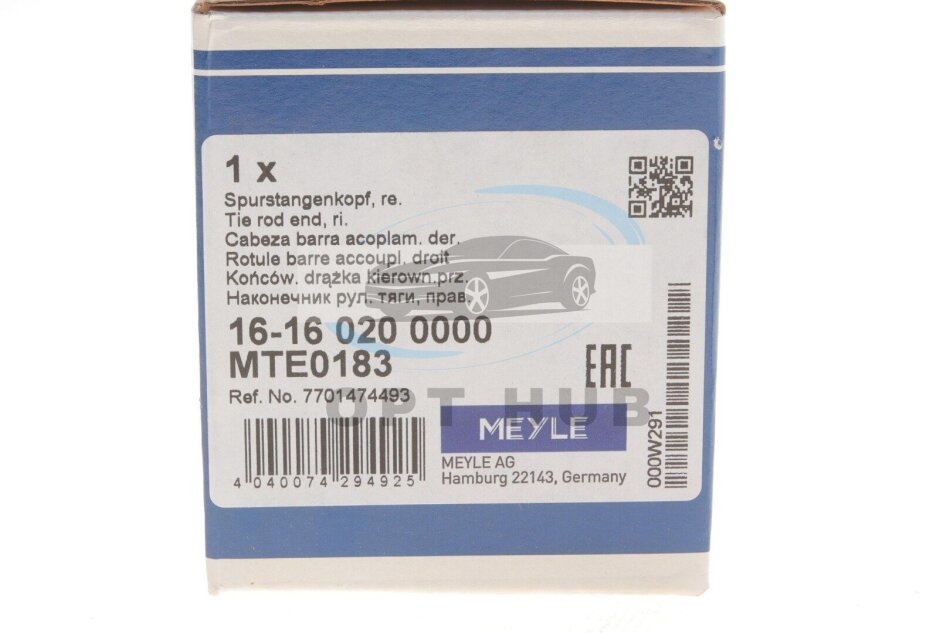 1 x
Spurstangenkopf, re.
Tie rod end, ri.
Cabeza barra acoplam. der.
Rotule barre accoupl. droit
Końców. drążka kierown.prz.
Наконечник рул. тяги, прав.
16-16 020 0000
MTE0183
Ref. No. 7701474493
EAC
OPT HUB
MEYLE
MEYLE AG
Hamburg 22143, Germany
4 040074 294925
000W291